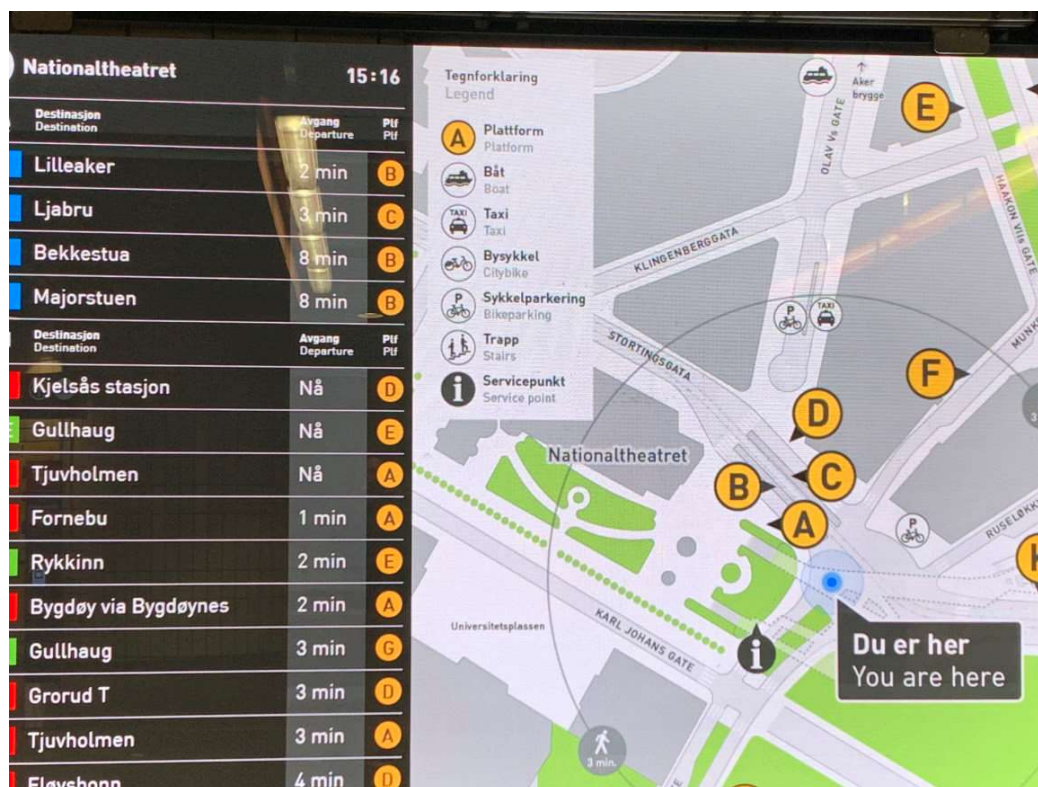 Nationaltheatret 15:16
Destinasjon Avgang Plf
Destination Departure Plf
Lilleaker 2 min B
Ljabru 3 min C
Bekkestua 8 min B
Majorstuen 8 min B
Destinasjon Avgang Plf
Destination Departure Plf
Kjelsås stasjon Nå D
Gullhaug Nå E
Tjuvholmen Nå A
Fornebu 1 min A
Rykkinn 2 min E
Bygdøy via Bygdøynes 2 min A
Gullhaug 3 min G
Grorud T 3 min D
Tjuvholmen 3 min A
4 min D
Tegnforklaring
Legend
A Plattform
Platform
Båt
Boat
TAXI Taxi
Taxi
Bysykkel
Citybike
P Sykkelparkering
Bikeparking
Trapp
Stairs
i Servicepunkt
Service point
Aker
brygge
E
OLAV Vs GATE
HAAKON VIIs GATE
KLINGENBERGGATA
P TAXI
STORTINGSGATA
F
D
Nationaltheatret
B
C
A
P
Universitetsplassen
KARL JOHANS GATE
i
Du er her
You are here
3 min.